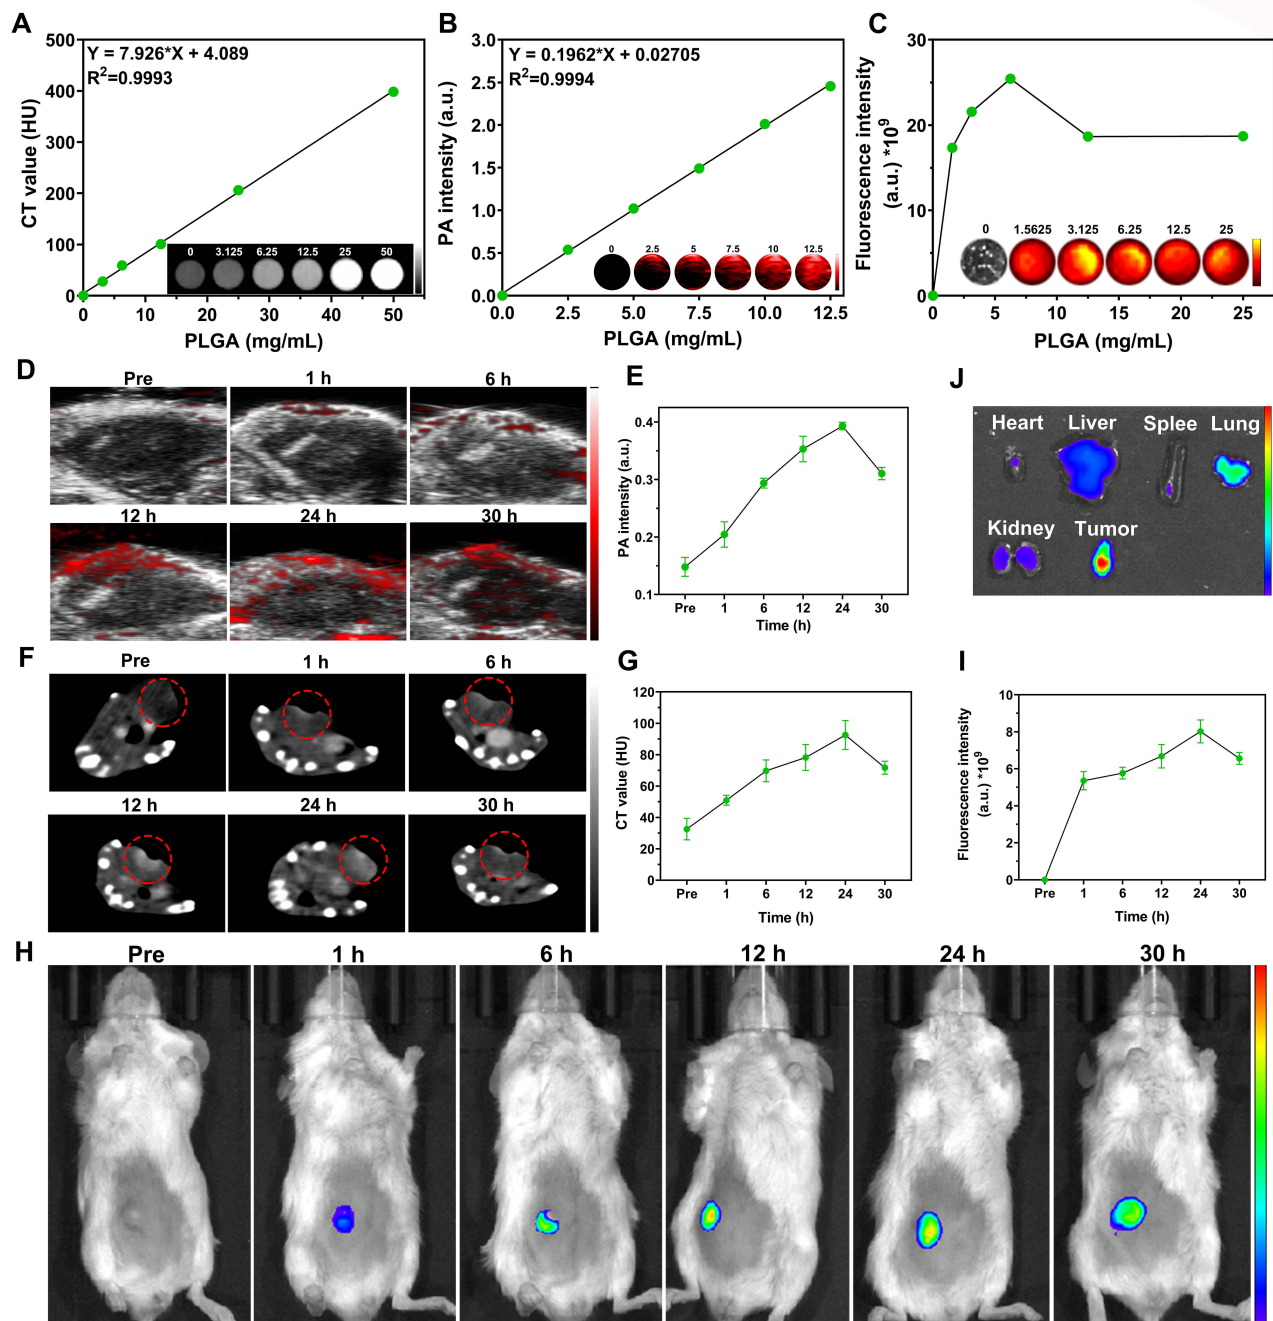 A
Y = 7.926*X + 4.089
R²=0.9993
CT value (HU)
500
400
300
200
100
0
0 3.125 6.25 12.5 25 50
0 10 20 30 40 50
PLGA (mg/mL)
B
Y = 0.1962*X + 0.02705
R²=0.9994
PA intensity (a.u.)
3.0
2.5
2.0
1.5
1.0
0.5
0.0
0 2.5 5 7.5 10 12.5
0.0 2.5 5.0 7.5 10.0 12.5
PLGA (mg/mL)
C
Fluorescence intensity
(a.u.) *10⁹
30
20
10
0
0 1.5625 3.125 6.25 12.5 25
0 5 10 15 20 25
PLGA (mg/mL)
D
Pre 1 h 6 h
12 h 24 h 30 h
E
PA intensity (a.u.)
0.4
0.3
0.2
0.1
Pre 1 6 12 24 30
Time (h)
J
Heart Liver Splee Lung
Kidney Tumor
F
Pre 1 h 6 h
12 h 24 h 30 h
G
CT value (HU)
120
100
80
60
40
20
0
Pre 1 6 12 24 30
Time (h)
I
Fluorescence intensity
(a.u.) *10⁹
10
8
6
4
2
0
Pre 1 6 12 24 30
Time (h)
H
Pre 1 h 6 h 12 h 24 h 30 h